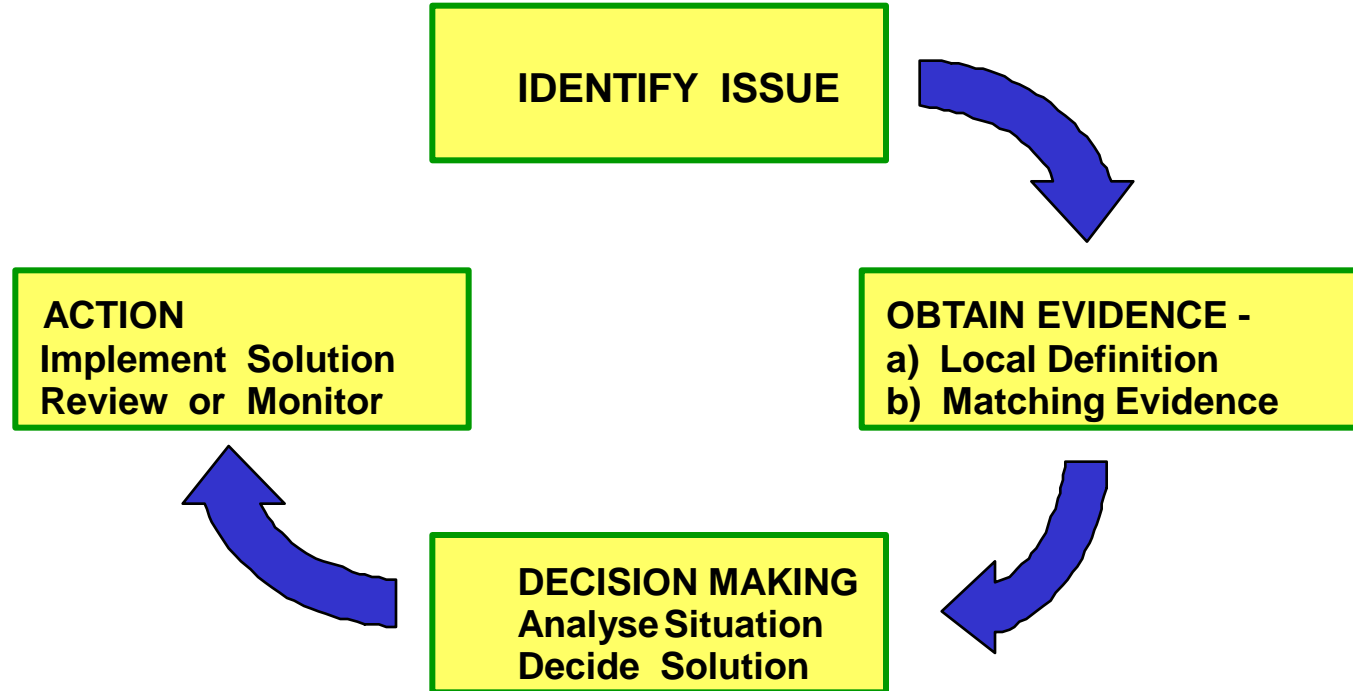 IDENTIFY ISSUE
OBTAIN EVIDENCE -
a) Local Definition
b) Matching Evidence
DECISION MAKING
Analyse Situation
Decide Solution
ACTION
Implement Solution
Review or Monitor